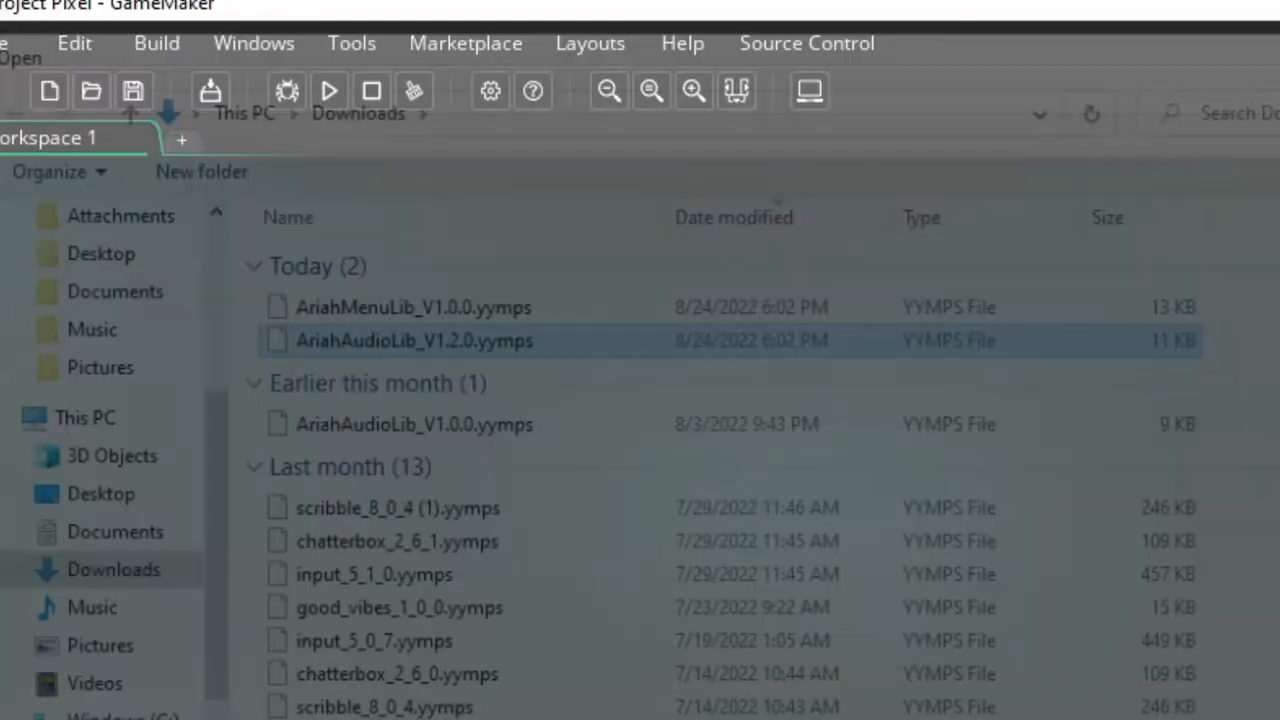 roject Pixel - GameMaker
e Edit Build Windows Tools Marketplace Layouts Help Source Control
Open
This PC > Downloads > Search Do
orkspace 1 +
Organize New folder
Attachments
Desktop
Documents
Music
Pictures
This PC
3D Objects
Desktop
Documents
Downloads
Music
Pictures
Videos
Name Date modified Type Size
Today (2)
AriahMenuLib_V1.0.0.yymps 8/24/2022 6:02 PM YYMPS File 13 KB
AriahAudioLib_V1.2.0.yymps 8/24/2022 6:02 PM YYMPS File 11 KB
Earlier this month (1)
AriahAudioLib_V1.0.0.yymps 8/3/2022 9:43 PM YYMPS File 9 KB
Last month (13)
scribble_8_0_4 (1).yymps 7/29/2022 11:46 AM YYMPS File 246 KB
chatterbox_2_6_1.yymps 7/29/2022 11:45 AM YYMPS File 109 KB
input_5_1_0.yymps 7/29/2022 11:45 AM YYMPS File 457 KB
good_vibes_1_0_0.yymps 7/23/2022 9:22 AM YYMPS File 15 KB
input_5_0_7.yymps 7/19/2022 1:05 AM YYMPS File 449 KB
chatterbox_2_6_0.yymps 7/14/2022 10:44 AM YYMPS File 109 KB
scribble_8_0_4.yymps 7/14/2022 10:43 AM YYMPS File 246 KB